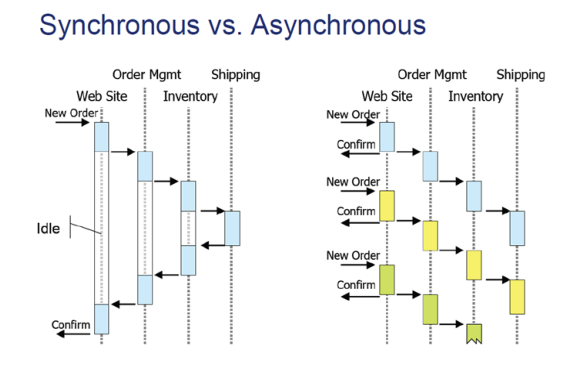 Synchronous vs. Asynchronous
Order Mgmt Shipping
Web Site Inventory
New Order
Idle
Confirm
Order Mgmt Shipping
Web Site Inventory
New Order
Confirm
New Order
Confirm
New Order
Confirm